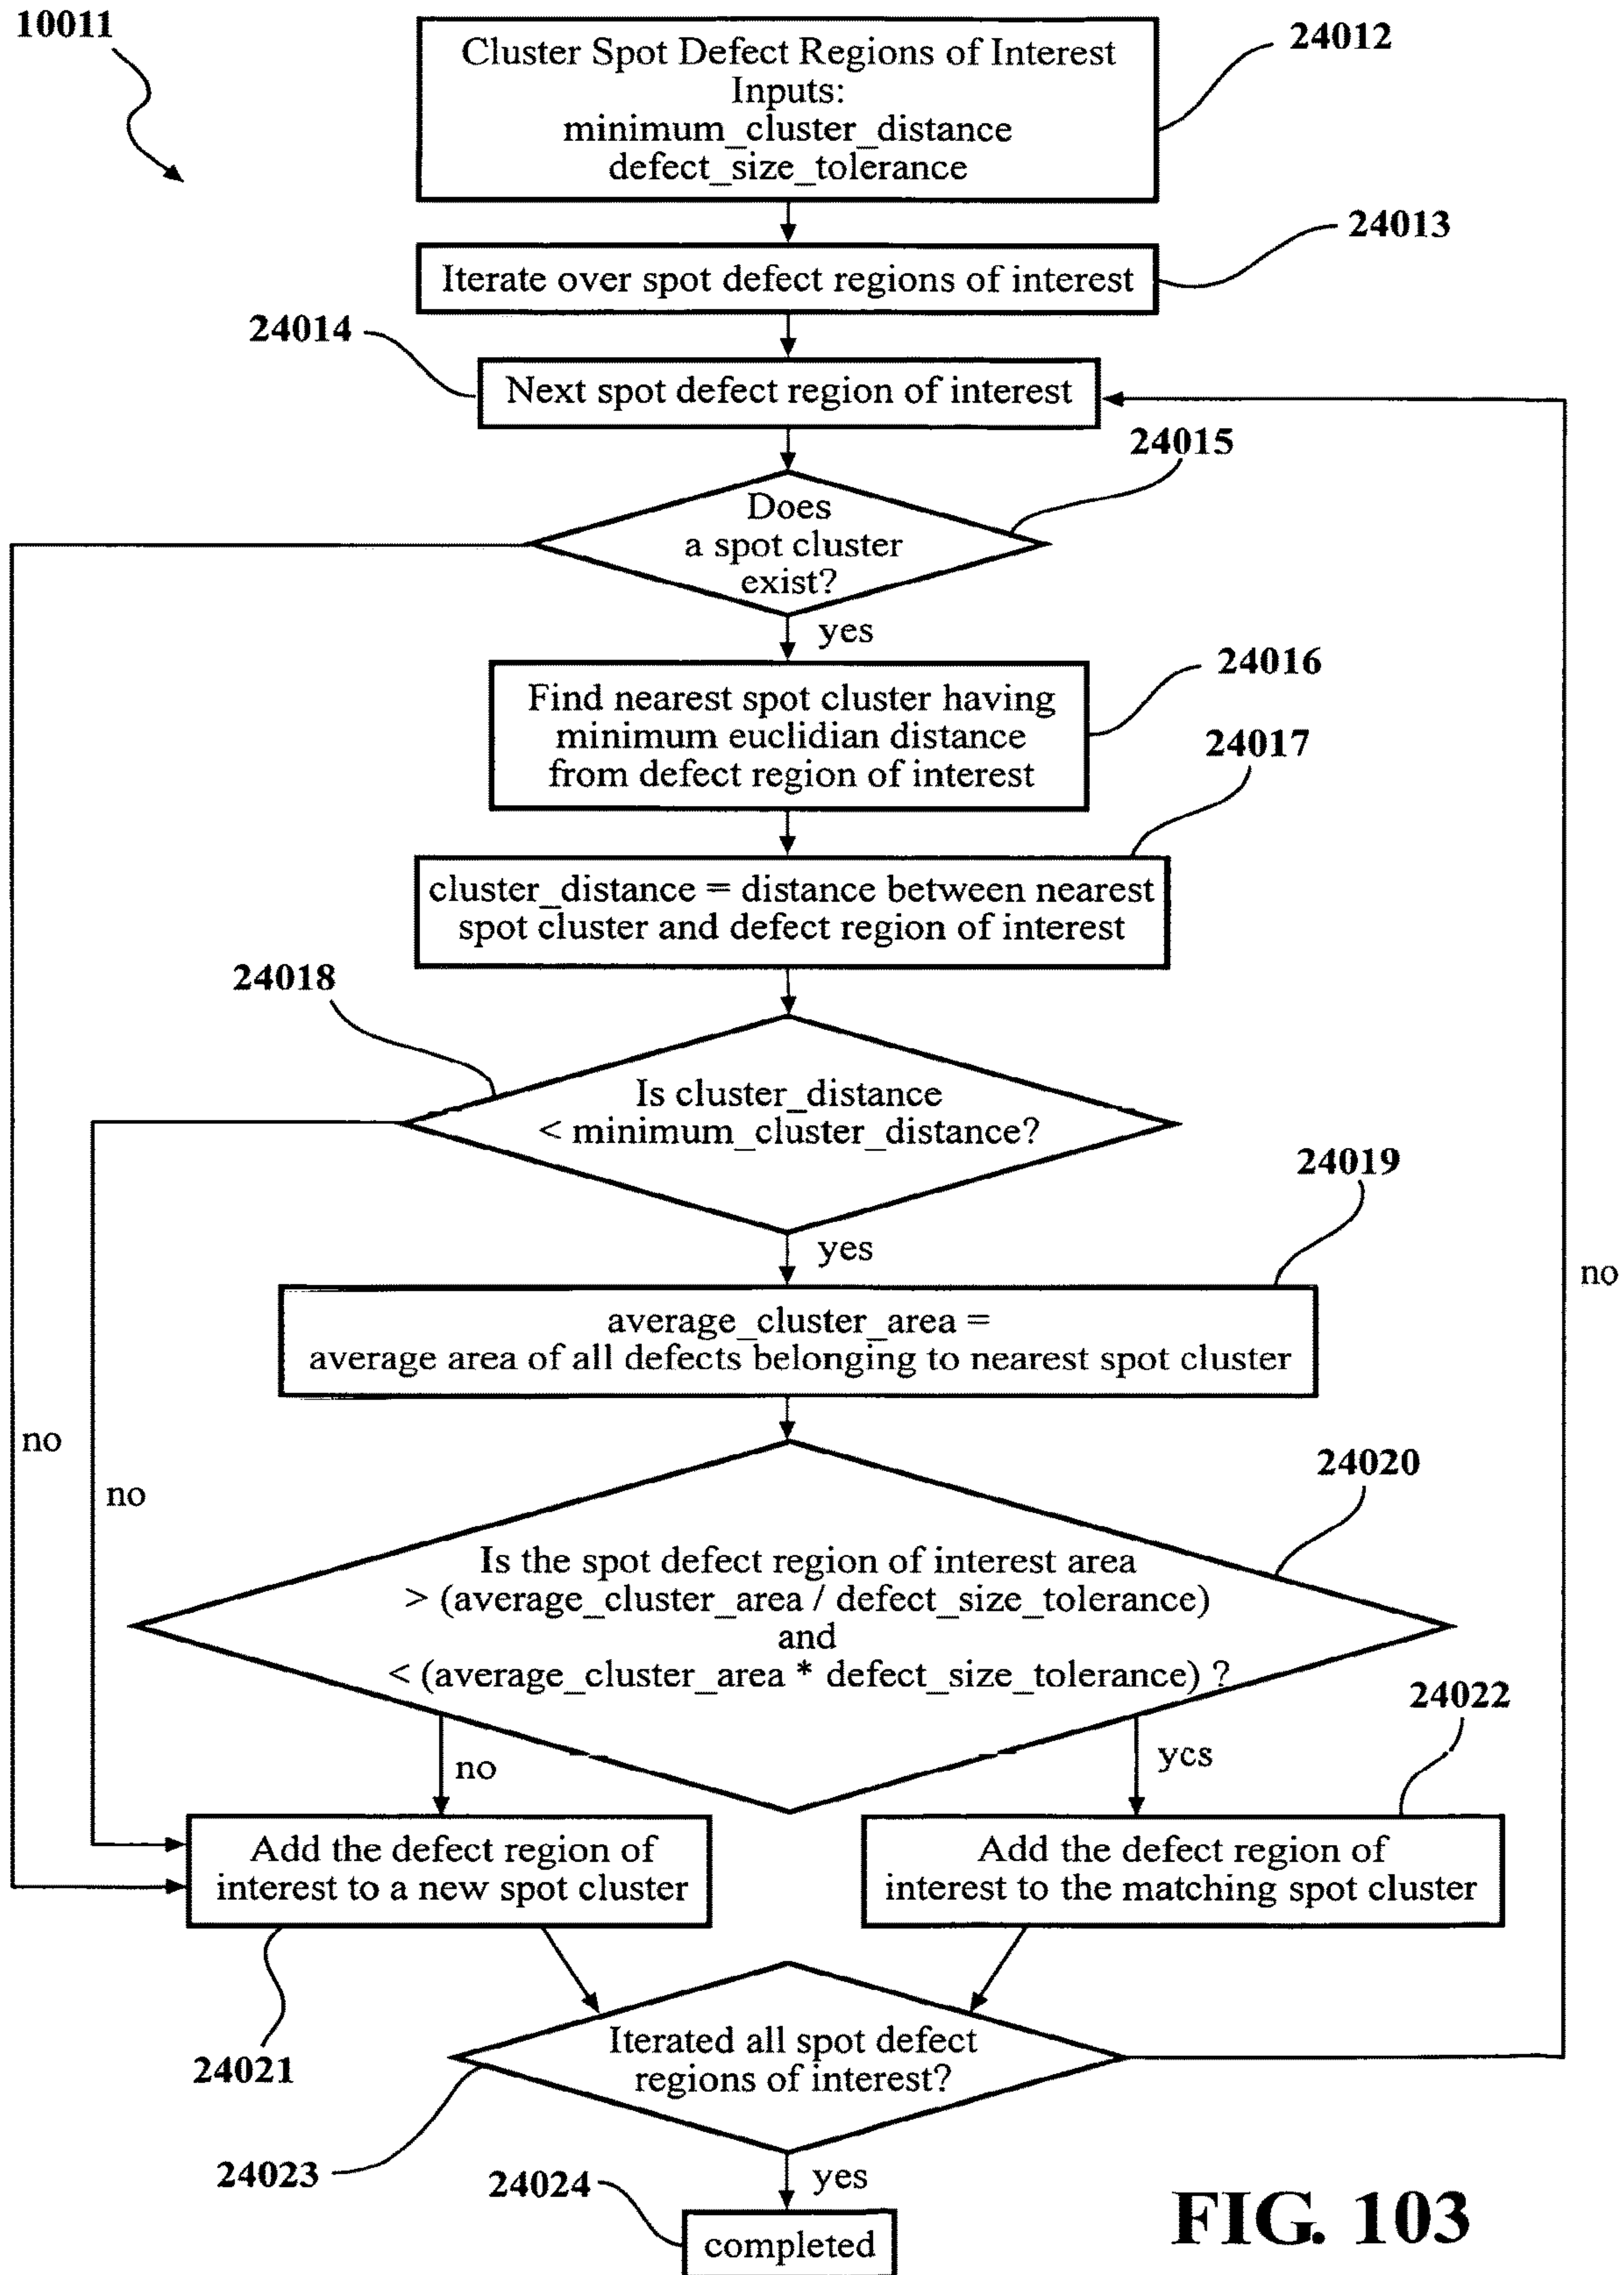 10011
24012
Cluster Spot Defect Regions of Interest
Inputs:
minimum_cluster_distance
defect_size_tolerance
24013
Iterate over spot defect regions of interest
24014
Next spot defect region of interest
24015
Does
a spot cluster
exist?
yes
24016
Find nearest spot cluster having
minimum euclidian distance
from defect region of interest
24017
cluster_distance = distance between nearest
spot cluster and defect region of interest
24018
Is cluster_distance
< minimum_cluster_distance?
24019
yes
no
average_cluster_area =
average area of all defects belonging to nearest spot cluster
no
no
24020
Is the spot defect region of interest area
> (average_cluster_area / defect_size_tolerance)
and
< (average_cluster_area * defect_size_tolerance) ?
24022
no
yes
Add the defect region of
interest to a new spot cluster
Add the defect region of
interest to the matching spot cluster
24021
Iterated all spot defect
regions of interest?
24023
24024
yes
completed
FIG. 103